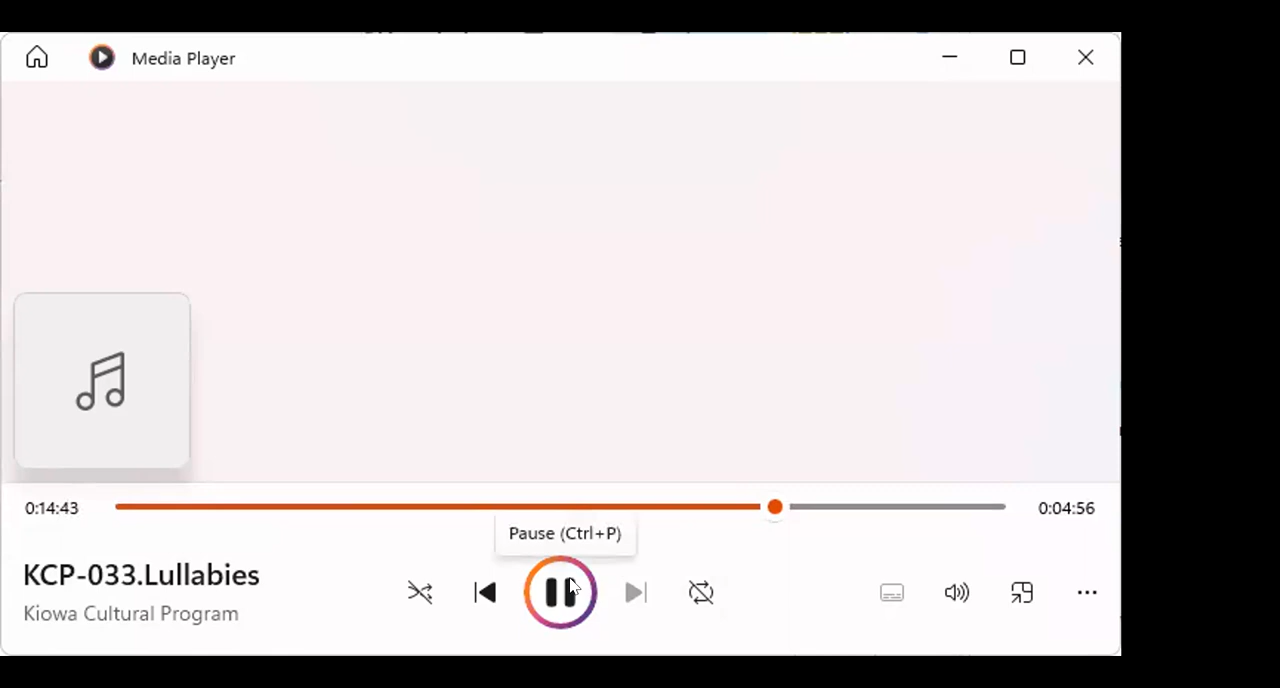 Media Player
0:14:43
0:04:56
Pause (Ctrl+P)
KCP-033.Lullabies
Kiowa Cultural Program